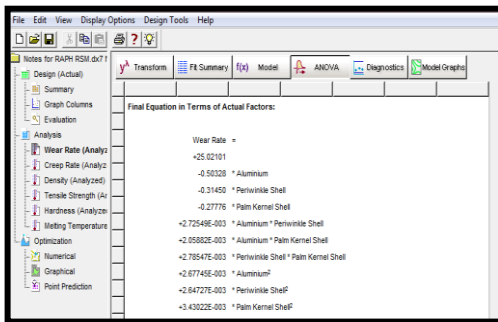 File Edit View Display Options Design Tools Help
Notes for RAPH RSM.dx7 f
Design (Actual)
Summary
Graph Columns
Evaluation
Analysis
Wear Rate (Analyz
Creep Rate (Analyz
Density (Analyzed)
Tensile Strength (Ar
Hardness (Analyzed
Melting Temperature
Optimization
Numerical
Graphical
Point Prediction
yλ Transform Fit Summary f(x) Model ANOVA Diagnostics Model Graphs
Final Equation in Terms of Actual Factors:
Wear Rate =
+25.02101
-0.50328 * Aluminium
-0.31450 * Periwinkle Shell
-0.27776 * Palm Kernel Shell
+2.72549E-003 * Aluminium * Periwinkle Shell
+2.05882E-003 * Aluminium * Palm Kernel Shell
+2.78547E-003 * Periwinkle Shell * Palm Kernel Shell
+2.67745E-003 * Aluminium²
+2.64727E-003 * Periwinkle Shell²
+3.43022E-003 * Palm Kernel Shell²